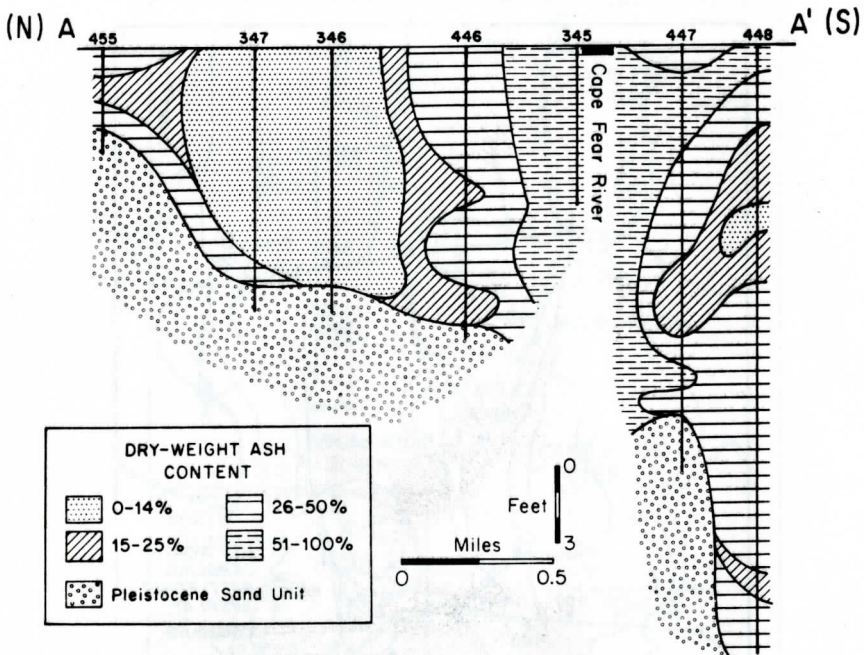 (N) A
A' (S)
455
347
346
446
345
447
448
Cape Fear River
DRY-WEIGHT ASH
CONTENT
0-14%
26-50%
15-25%
51-100%
Pleistocene Sand Unit
0
Feet
3
Miles
0
0.5